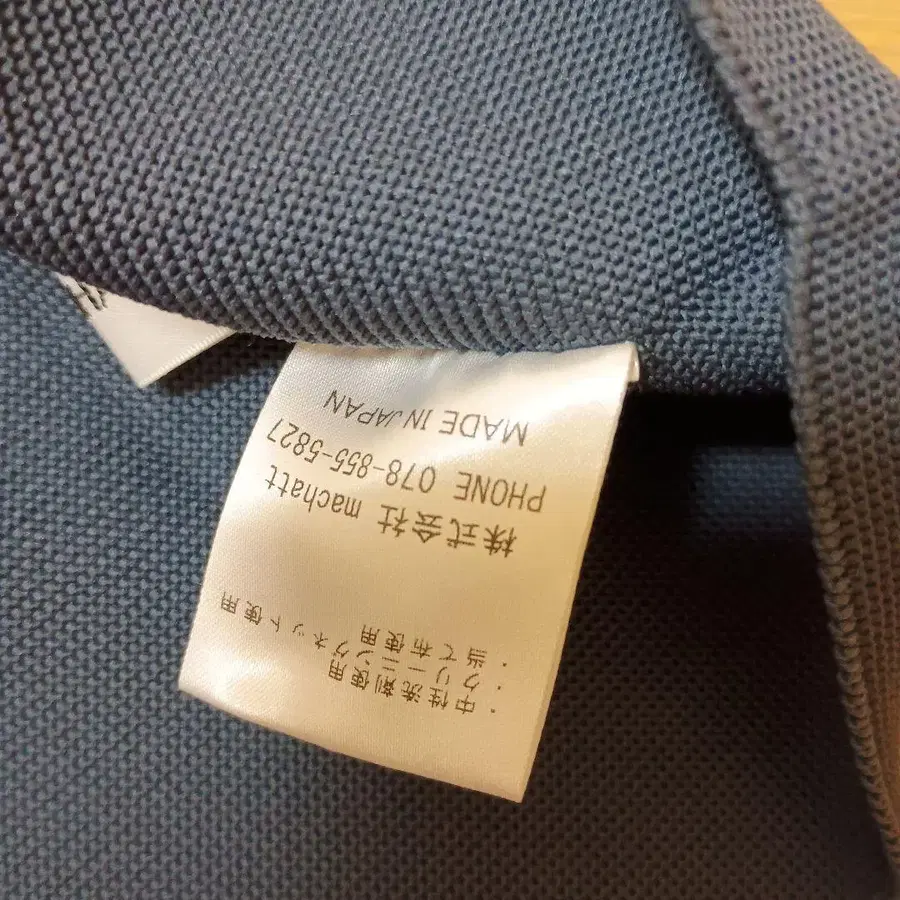 ・中性洗剤使用
・クリーニングネット使用
・当て布使用
株式会社 machatt
PHONE 078-855-5827
MADE IN JAPAN